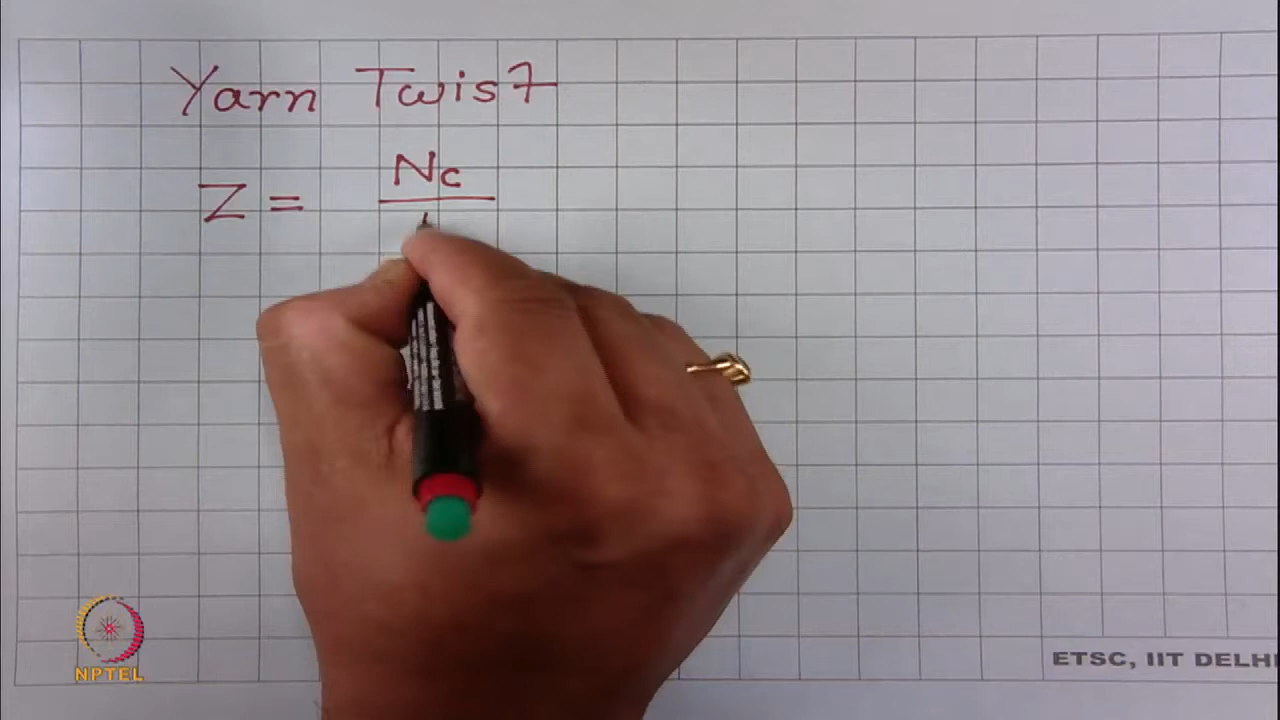 Yarn Twist
Z = Nc
NPTEL
ETSC, IIT DELHI